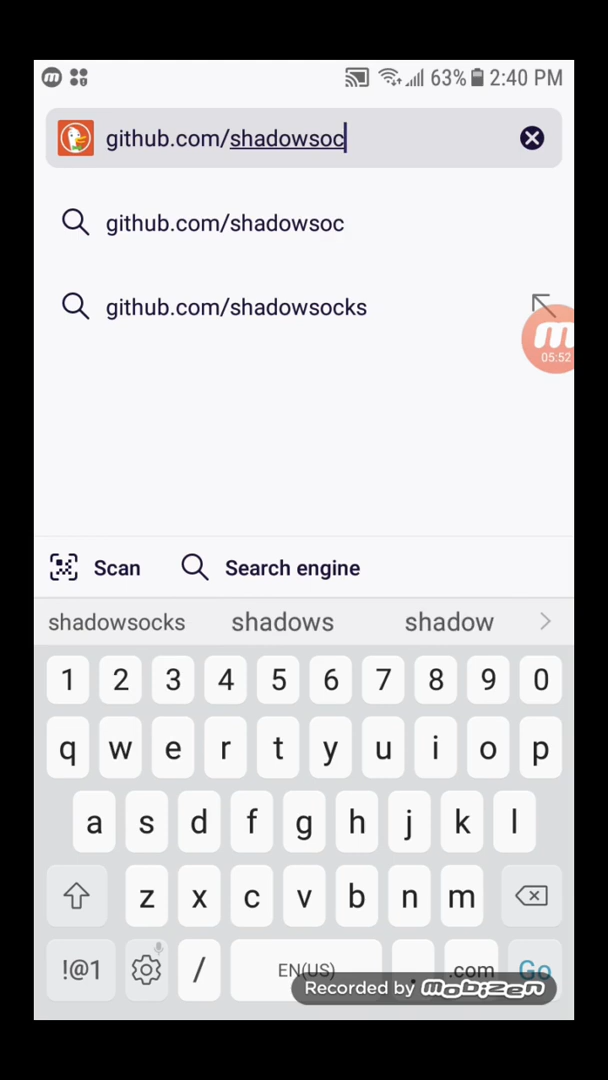 63% 2:40 PM
github.com/shadowsoc
github.com/shadowsoc
github.com/shadowsocks
m
05:52
Scan Search engine
shadowsocks shadows shadow
1 2 3 4 5 6 7 8 9 0
q w e r t y u i o p
a s d f g h j k l
z x c v b n m
!@1 / EN(US) . .com Go
Recorded by mobizen